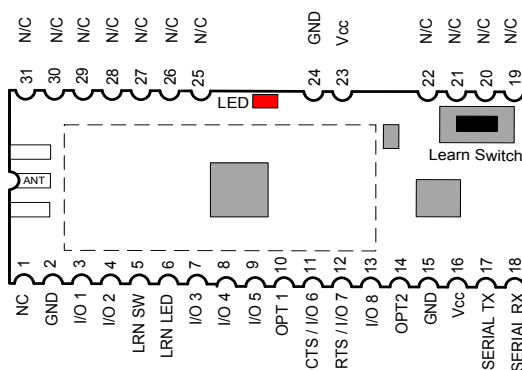 N/C N/C N/C N/C N/C N/C N/C GND Vcc N/C N/C N/C N/C
31 30 29 28 27 26 25 24 23 22 21 20 19
LED
Learn Switch
ANT
1 2 3 4 5 6 7 8 9 10 11 12 13 14 15 16 17 18
NC GND I/O 1 I/O 2 LRN SW LRN LED I/O 3 I/O 4 I/O 5 OPT 1 CTS / I/O 6 RTS / I/O 7 I/O 8 OPT2 GND Vcc SERIAL TX SERIAL RX